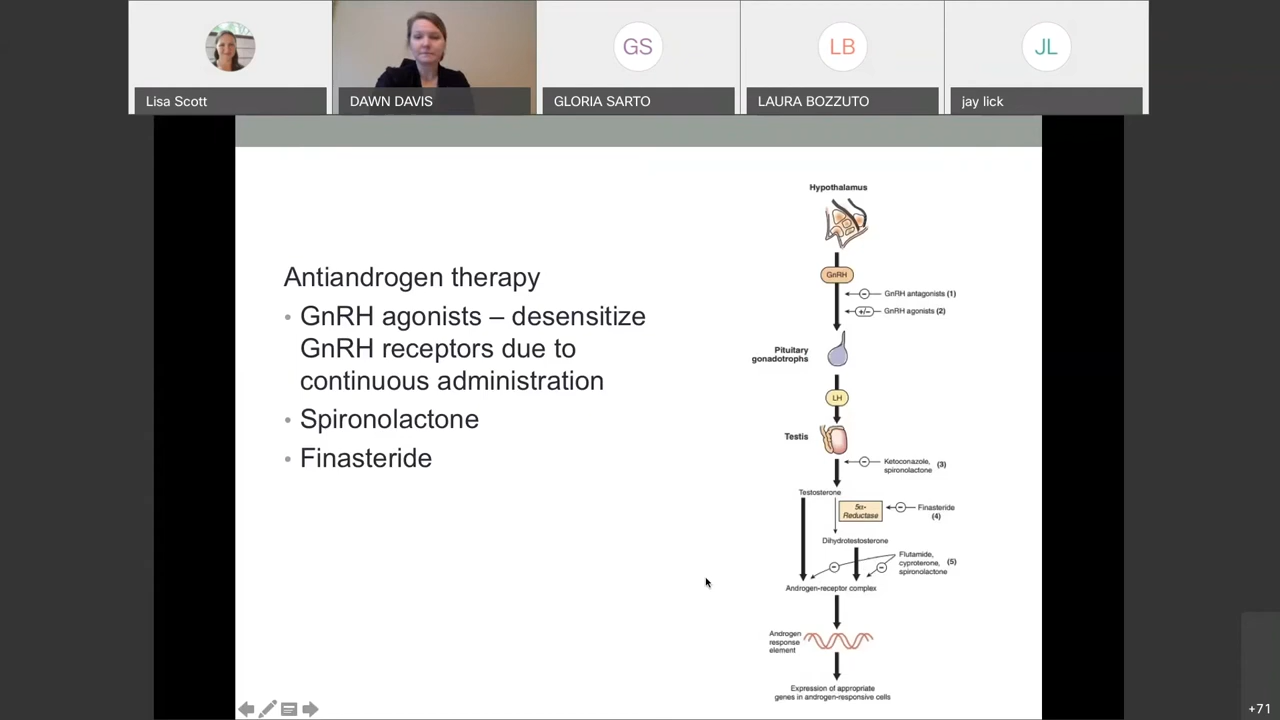 GS
LB
JL
Lisa Scott
DAWN DAVIS
GLORIA SARTO
LAURA BOZZUTO
jay lick
Antiandrogen therapy
• GnRH agonists – desensitize
GnRH receptors due to
continuous administration
• Spironolactone
• Finasteride
Hypothalamus
GnRH
GnRH antagonists (1)
+/–
GnRH agonists (2)
Pituitary
gonadotrophs
LH
Testis
Ketoconazole,
spironolactone
(3)
Testosterone
5α-
Reductase
Finasteride
(4)
Dihydrotestosterone
Flutamide,
cyproterone,
spironolactone
(5)
Androgen-receptor complex
Androgen
response
element
Expression of appropriate
genes in androgen-responsive cells
+71